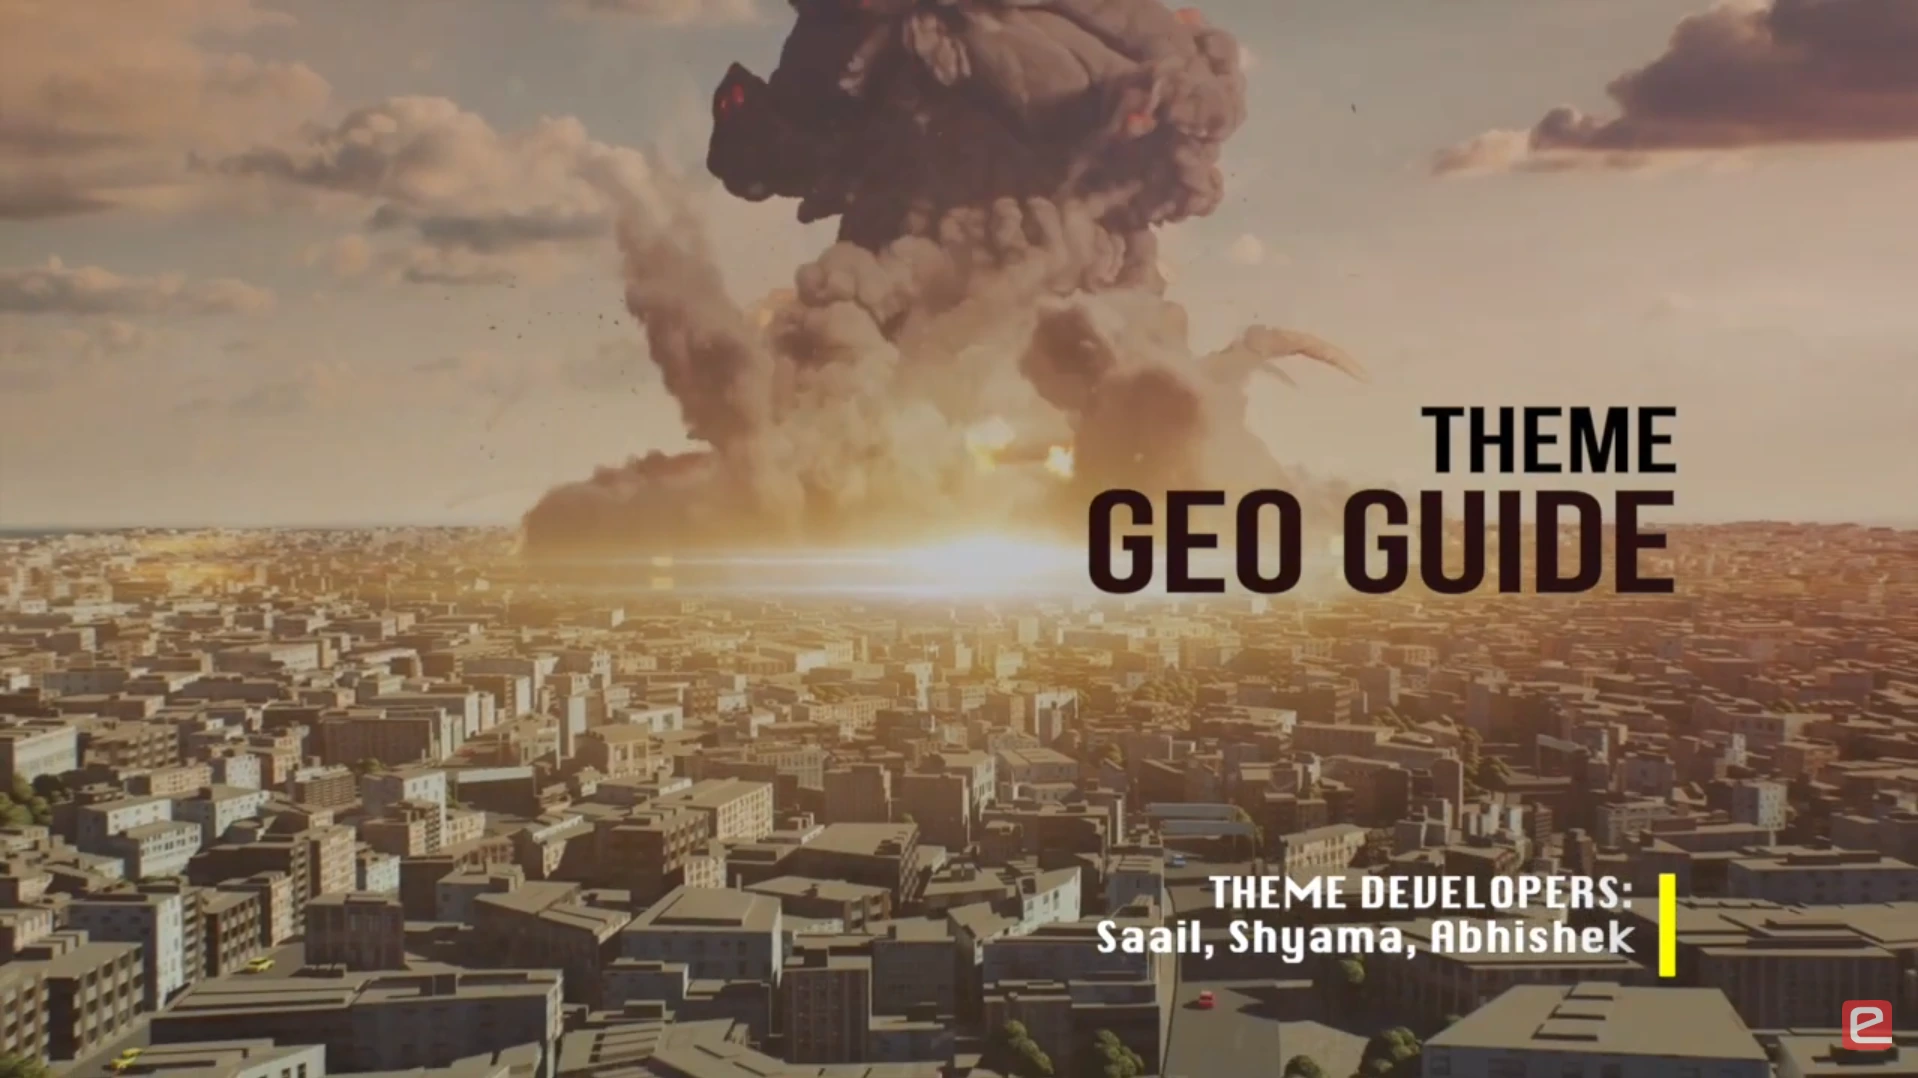 THEME
GEO GUIDE
THEME DEVELOPERS:
Saail, Shyama, Abhishek
e